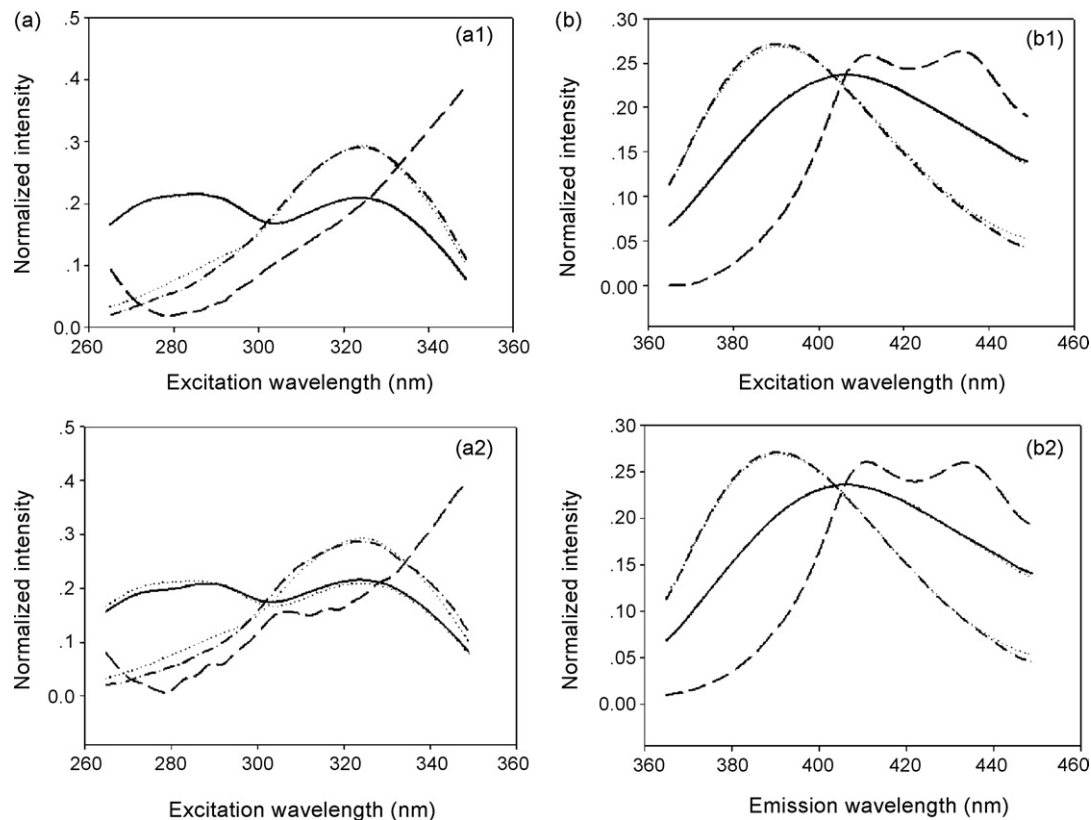 (a)
(a1)
Normalized intensity
.5
.4
.3
.2
.1
0.0
260 280 300 320 340 360
Excitation wavelength (nm)
(b)
(b1)
Normalized intensity
.30
.25
.20
.15
.10
.05
0.00
360 380 400 420 440 460
Excitation wavelength (nm)
(a2)
Normalized intensity
.5
.4
.3
.2
.1
0.0
260 280 300 320 340 360
Excitation wavelength (nm)
(b2)
Normalized intensity
.30
.25
.20
.15
.10
.05
0.00
360 380 400 420 440 460
Emission wavelength (nm)